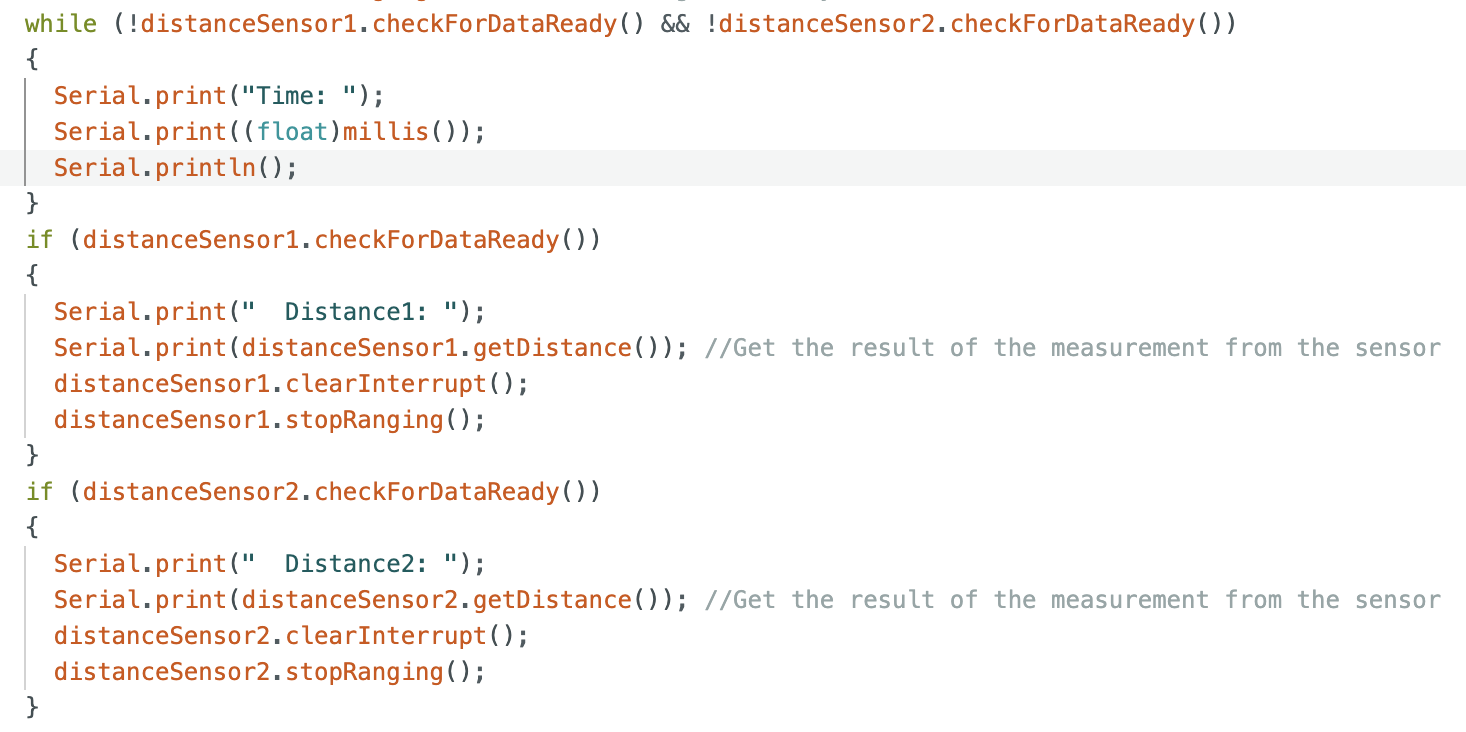 while (!distanceSensor1.checkForDataReady() && !distanceSensor2.checkForDataReady())
{
  Serial.print("Time: ");
  Serial.print((float)millis());
  Serial.println();
}
if (distanceSensor1.checkForDataReady())
{
  Serial.print("  Distance1: ");
  Serial.print(distanceSensor1.getDistance()); //Get the result of the measurement from the sensor
  distanceSensor1.clearInterrupt();
  distanceSensor1.stopRanging();
}
if (distanceSensor2.checkForDataReady())
{
  Serial.print("  Distance2: ");
  Serial.print(distanceSensor2.getDistance()); //Get the result of the measurement from the sensor
  distanceSensor2.clearInterrupt();
  distanceSensor2.stopRanging();
}